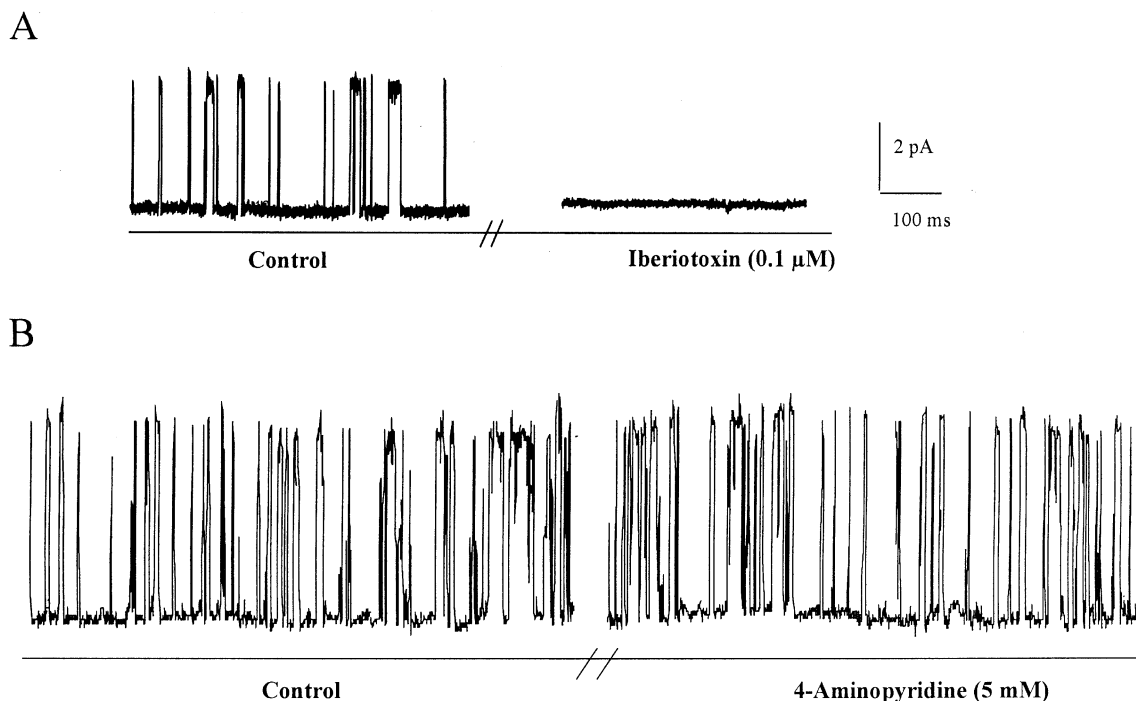 A
2 pA
100 ms
Control
Iberiotoxin (0.1 µM)
B
Control
4-Aminopyridine (5 mM)